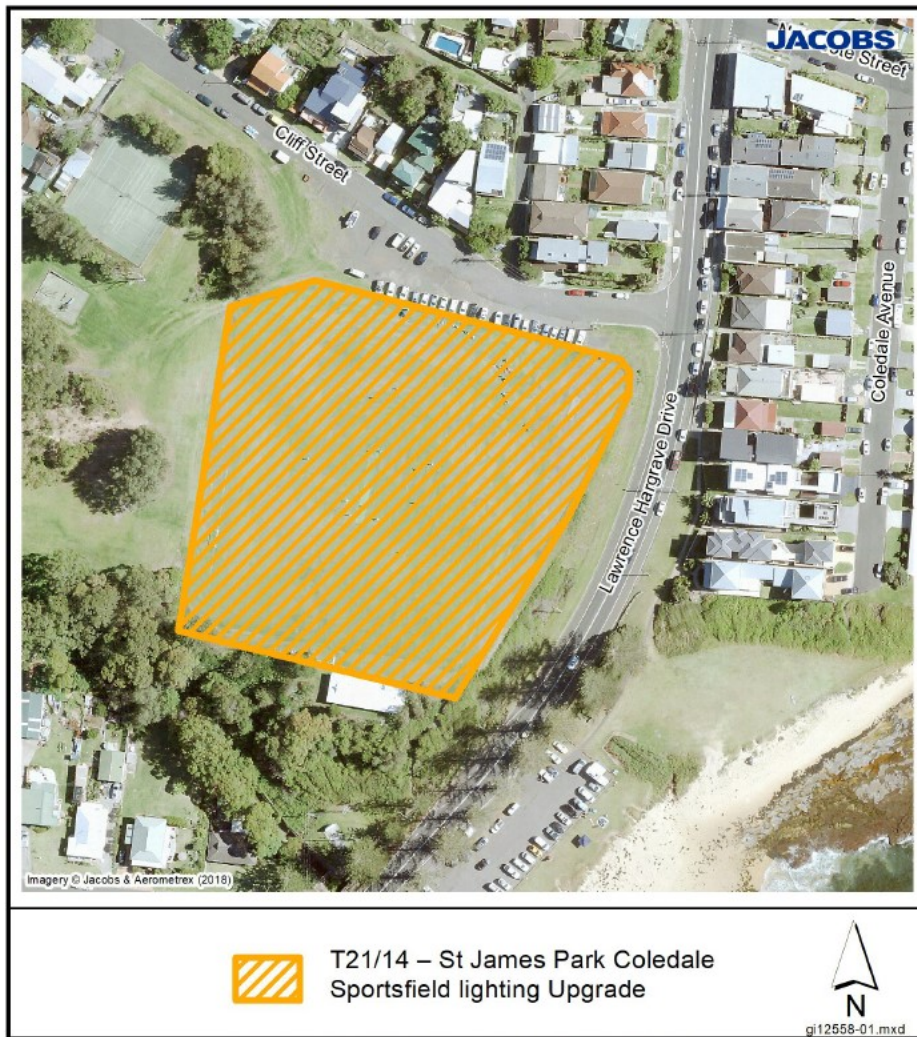 JACOBS
Street
Cliff Street
Coledale Avenue
Lawrence Hargrave Drive
Imagery © Jacobs & Aerometrex (2018)
T21/14 – St James Park Coledale
Sportsfield lighting Upgrade
N
gi12558-01.mxd